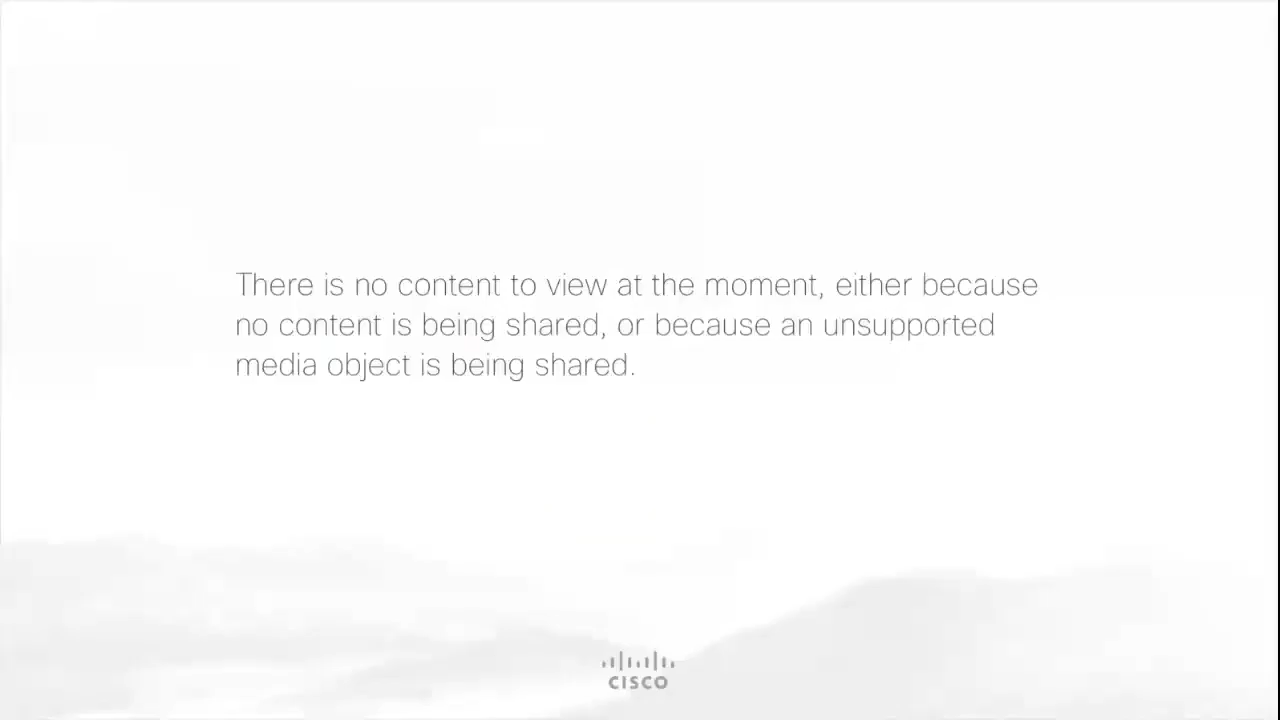 There is no content to view at the moment, either because
no content is being shared, or because an unsupported
media object is being shared.
CISCO